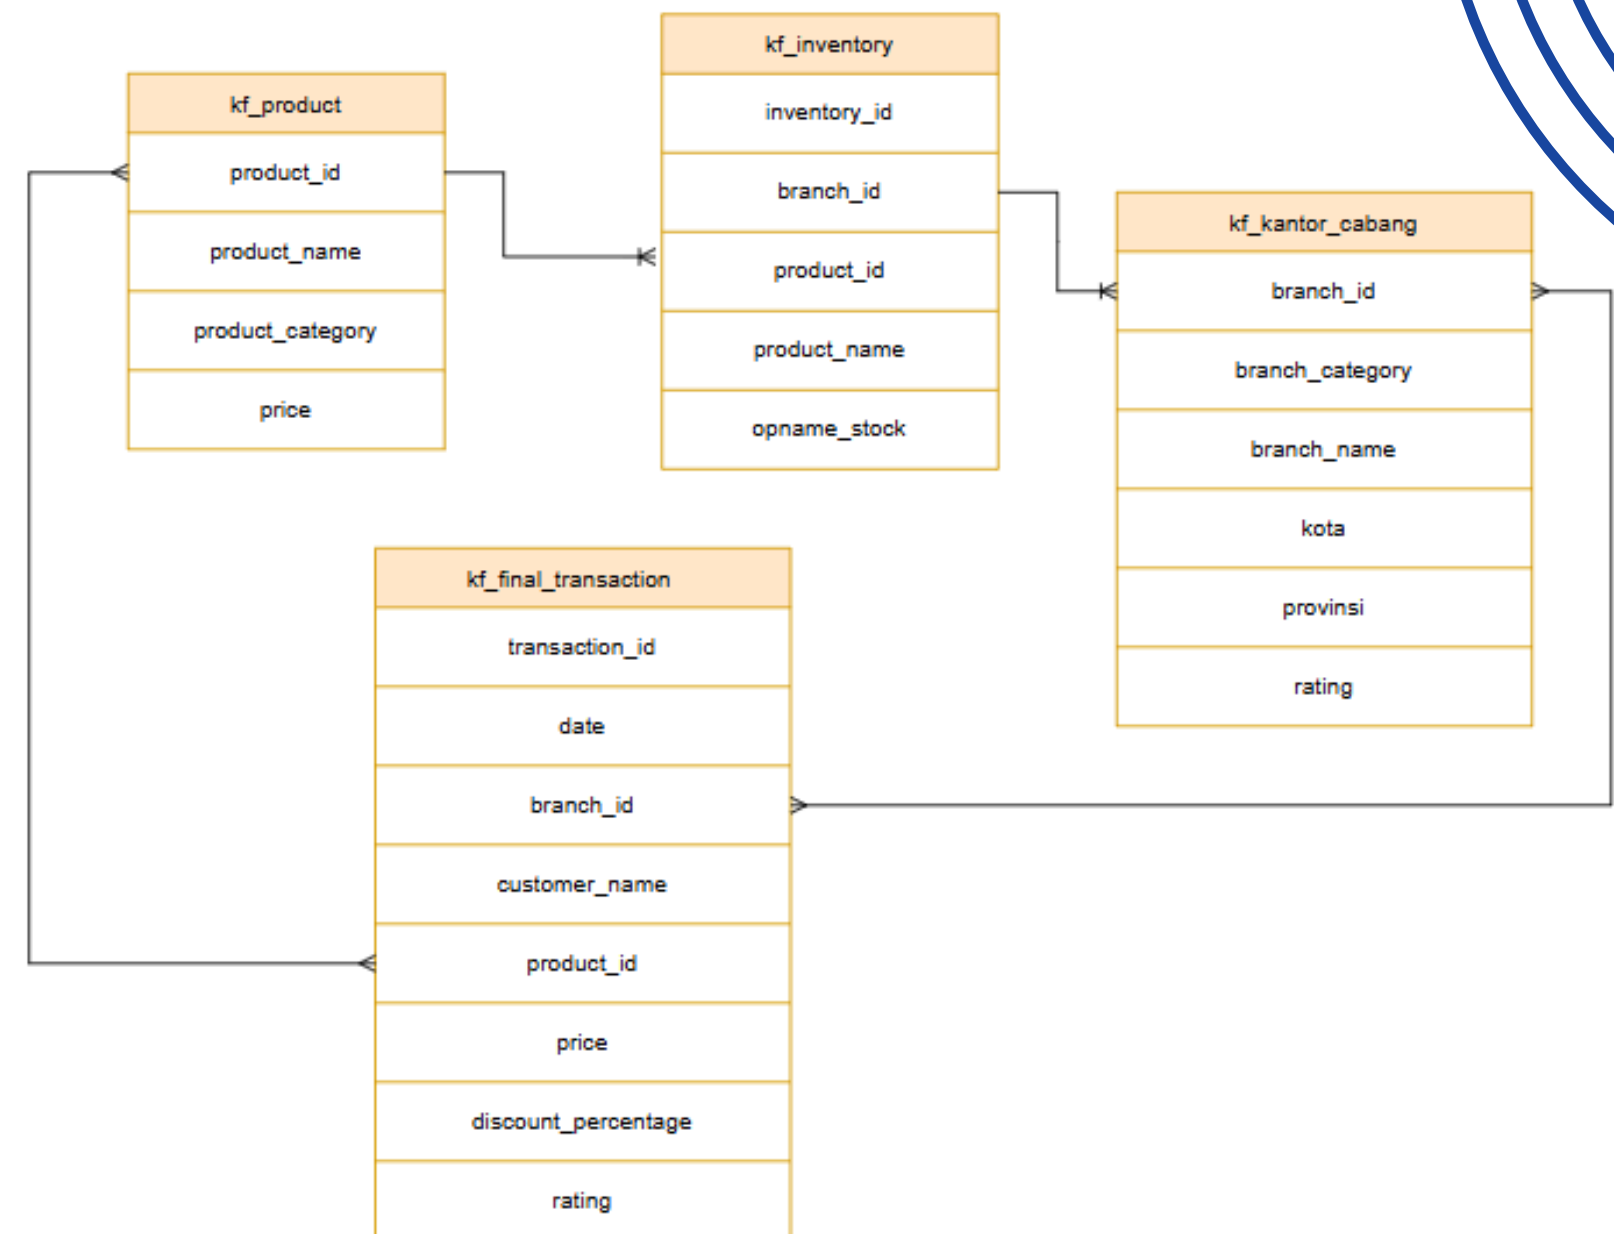 kf_product
product_id
product_name
product_category
price
kf_inventory
inventory_id
branch_id
product_id
product_name
opname_stock
kf_kantor_cabang
branch_id
branch_category
branch_name
kota
provinsi
rating
kf_final_transaction
transaction_id
date
branch_id
customer_name
product_id
price
discount_percentage
rating